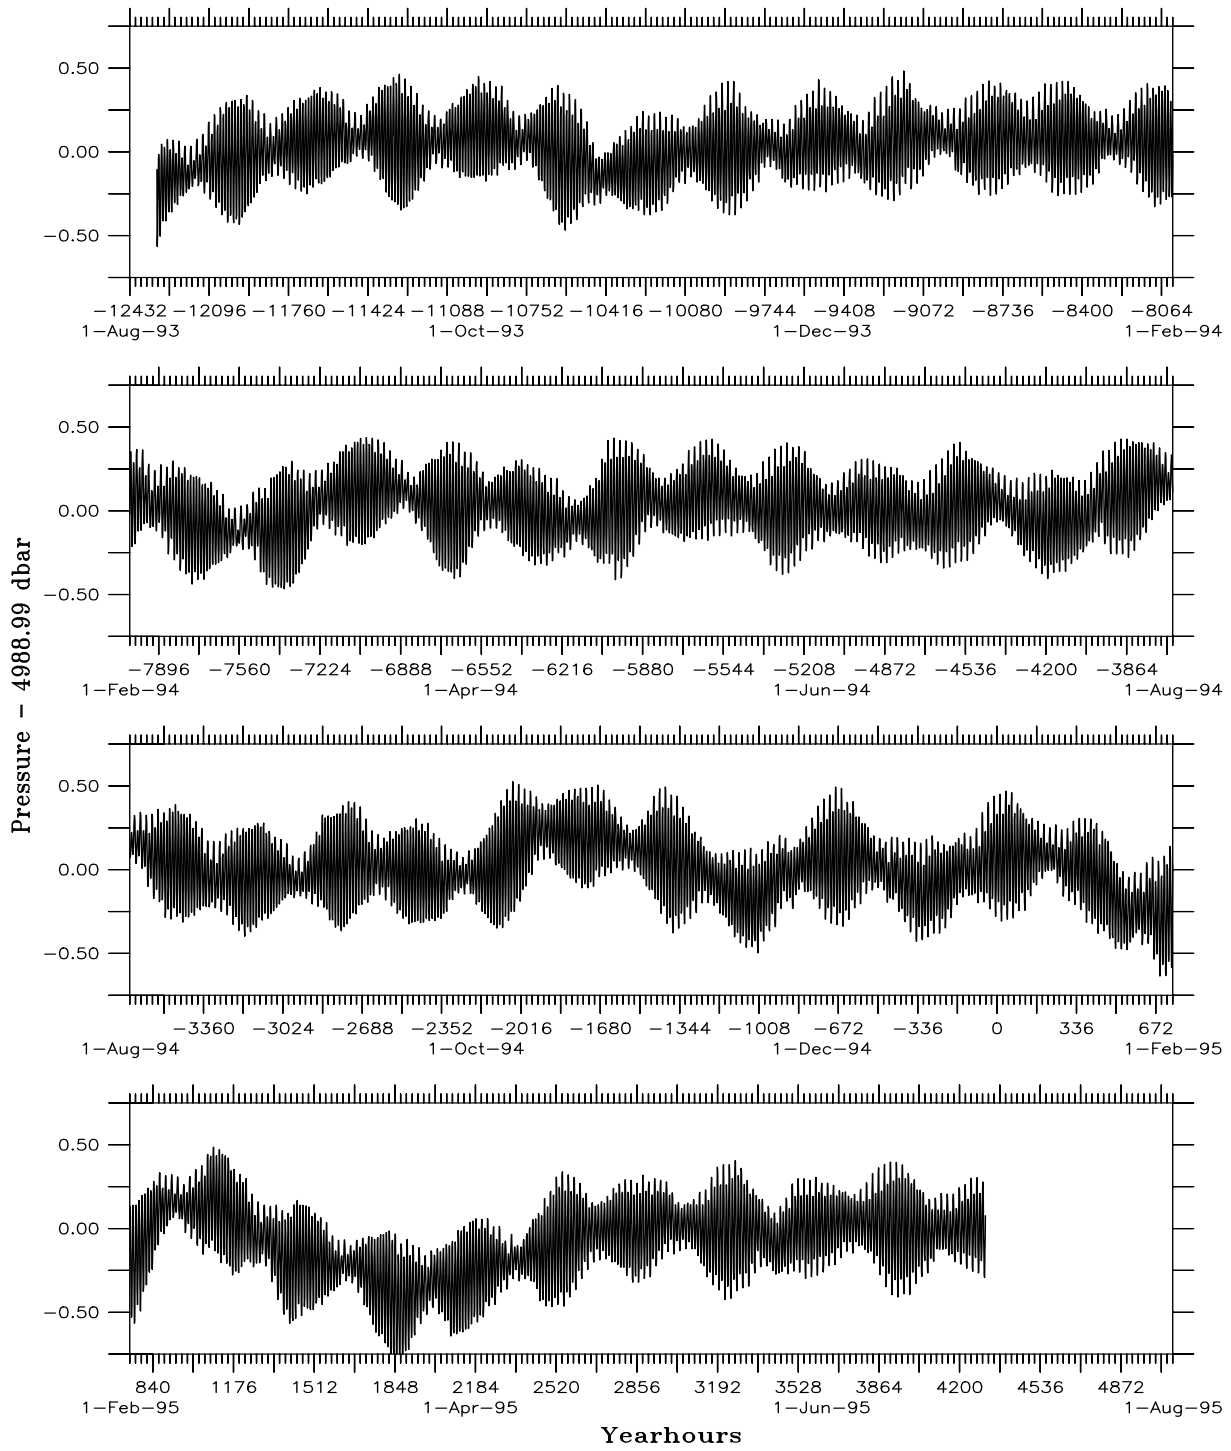 0.50
0.00
−0.50
−12432 −12096 −11760 −11424 −11088 −10752 −10416 −10080 −9744 −9408 −9072 −8736 −8400 −8064
1−Aug−93 1−Oct−93 1−Dec−93 1−Feb−94
0.50
0.00
−0.50
−7896 −7560 −7224 −6888 −6552 −6216 −5880 −5544 −5208 −4872 −4536 −4200 −3864
1−Feb−94 1−Apr−94 1−Jun−94 1−Aug−94
Pressure − 4988.99 dbar
0.50
0.00
−0.50
−3360 −3024 −2688 −2352 −2016 −1680 −1344 −1008 −672 −336 0 336 672
1−Aug−94 1−Oct−94 1−Dec−94 1−Feb−95
0.50
0.00
−0.50
840 1176 1512 1848 2184 2520 2856 3192 3528 3864 4200 4536 4872
1−Feb−95 1−Apr−95 1−Jun−95 1−Aug−95
Yearhours